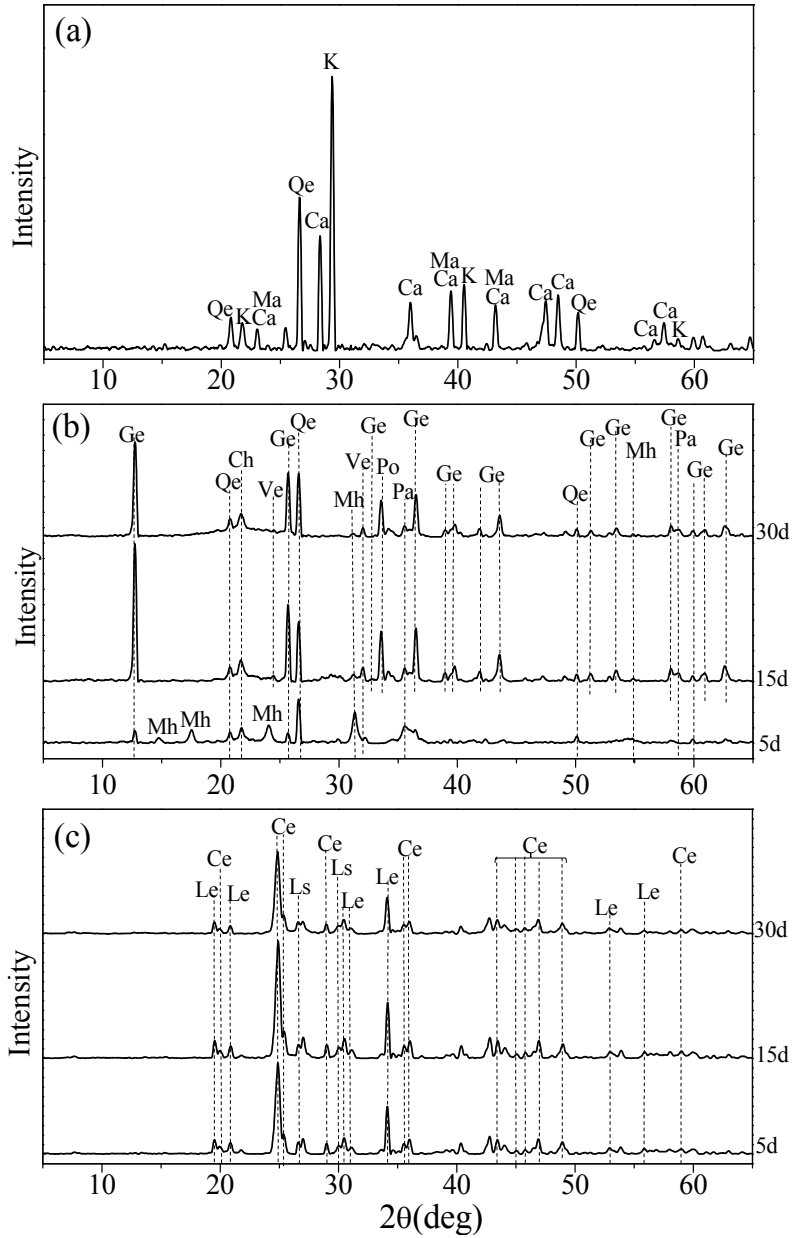 (a)
Intensity
K
Qe
Ca
Qe
K
Ma
Ca
Ca
Ma
Ca
K
Ma
Ca
Ca
Ca
Qe
Ca
Ca
K
10 20 30 40 50 60
(b)
Intensity
Ge
Qe
Ch
Ve
Ge
Qe
Mh
Ve
Ge
Po
Pa
Ge
Ge
Ge
Qe
Ge
Ge
Mh
Ge
Pa
Ge
Ge
30d
15d
Mh
Mh
Mh
5d
10 20 30 40 50 60
(c)
Intensity
Le
Ce
Le
Ce
Ls
Ce
Ls
Le
Le
Ce
Ce
Le
Le
Ce
30d
15d
5d
10 20 30 40 50 60
2θ(deg)